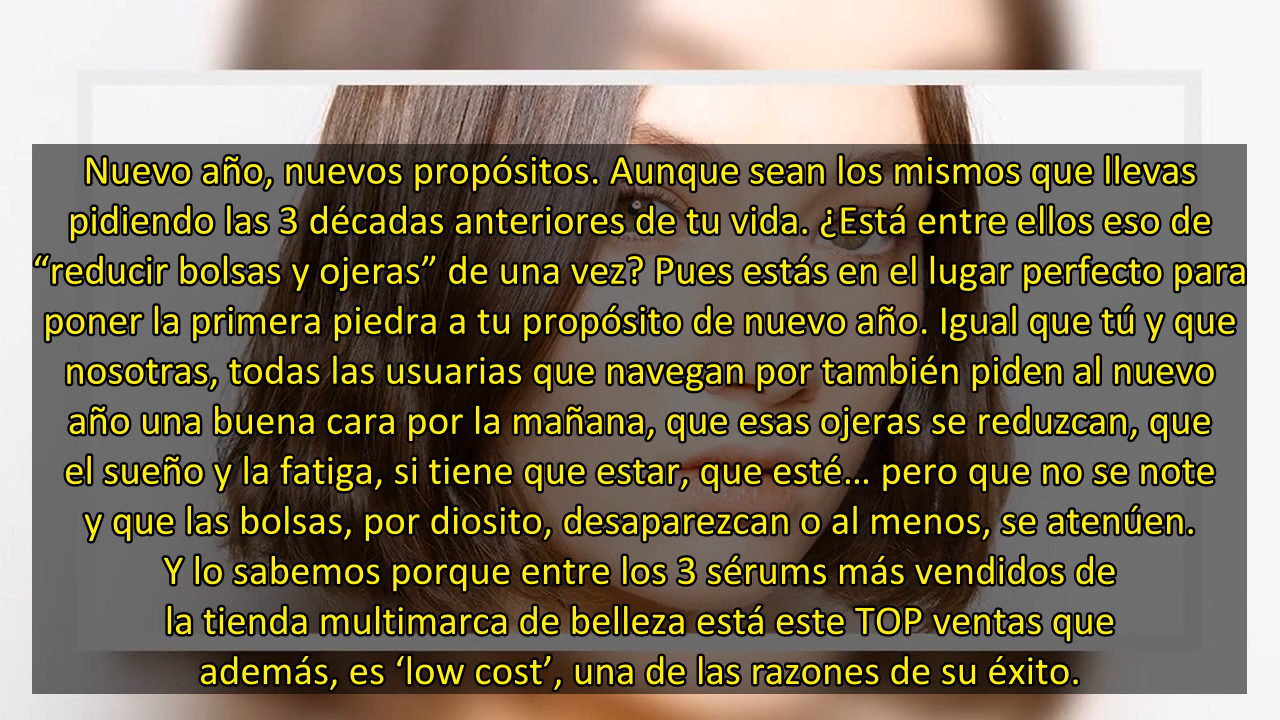 Nuevo año, nuevos propósitos. Aunque sean los mismos que llevas
pidiendo las 3 décadas anteriores de tu vida. ¿Está entre ellos eso de
“reducir bolsas y ojeras” de una vez? Pues estás en el lugar perfecto para
poner la primera piedra a tu propósito de nuevo año. Igual que tú y que
nosotras, todas las usuarias que navegan por también piden al nuevo
año una buena cara por la mañana, que esas ojeras se reduzcan, que
el sueño y la fatiga, si tiene que estar, que esté... pero que no se note
y que las bolsas, por diosito, desaparezcan o al menos, se atenúen.
Y lo sabemos porque entre los 3 sérums más vendidos de
la tienda multimarca de belleza está este TOP ventas que
además, es ‘low cost’, una de las razones de su éxito.